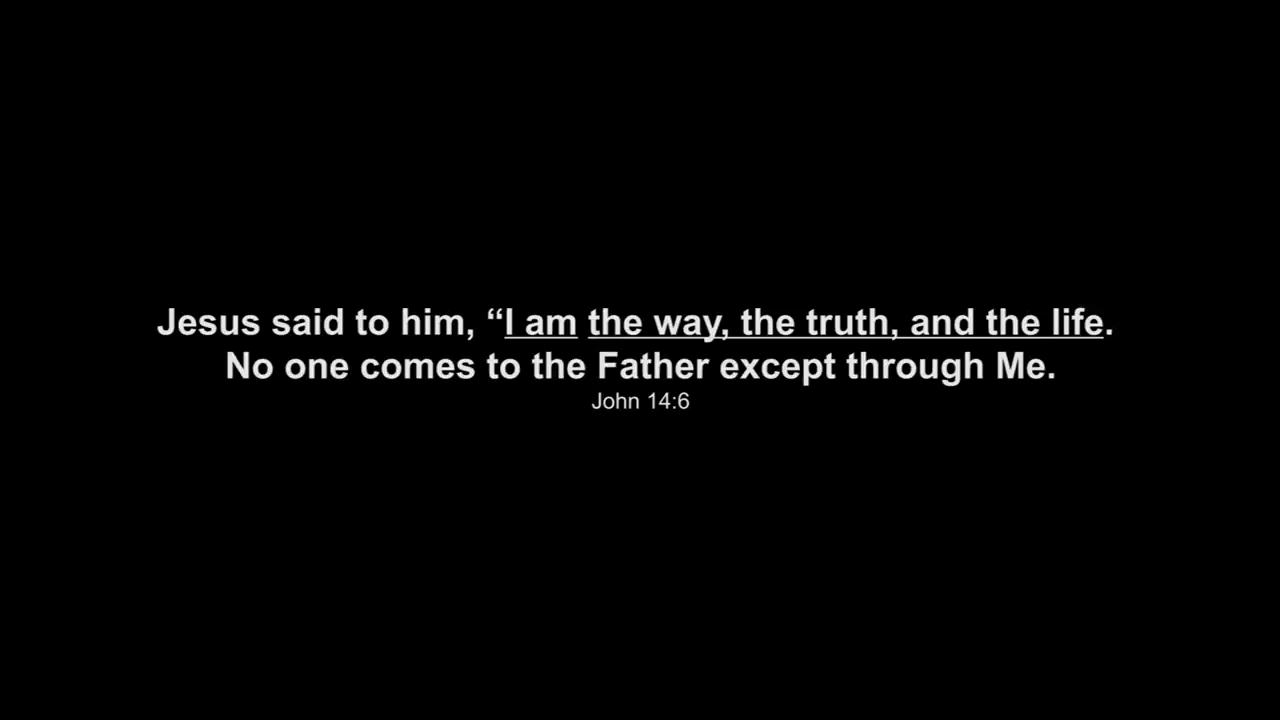 Jesus said to him, “I am the way, the truth, and the life.
No one comes to the Father except through Me.
John 14:6